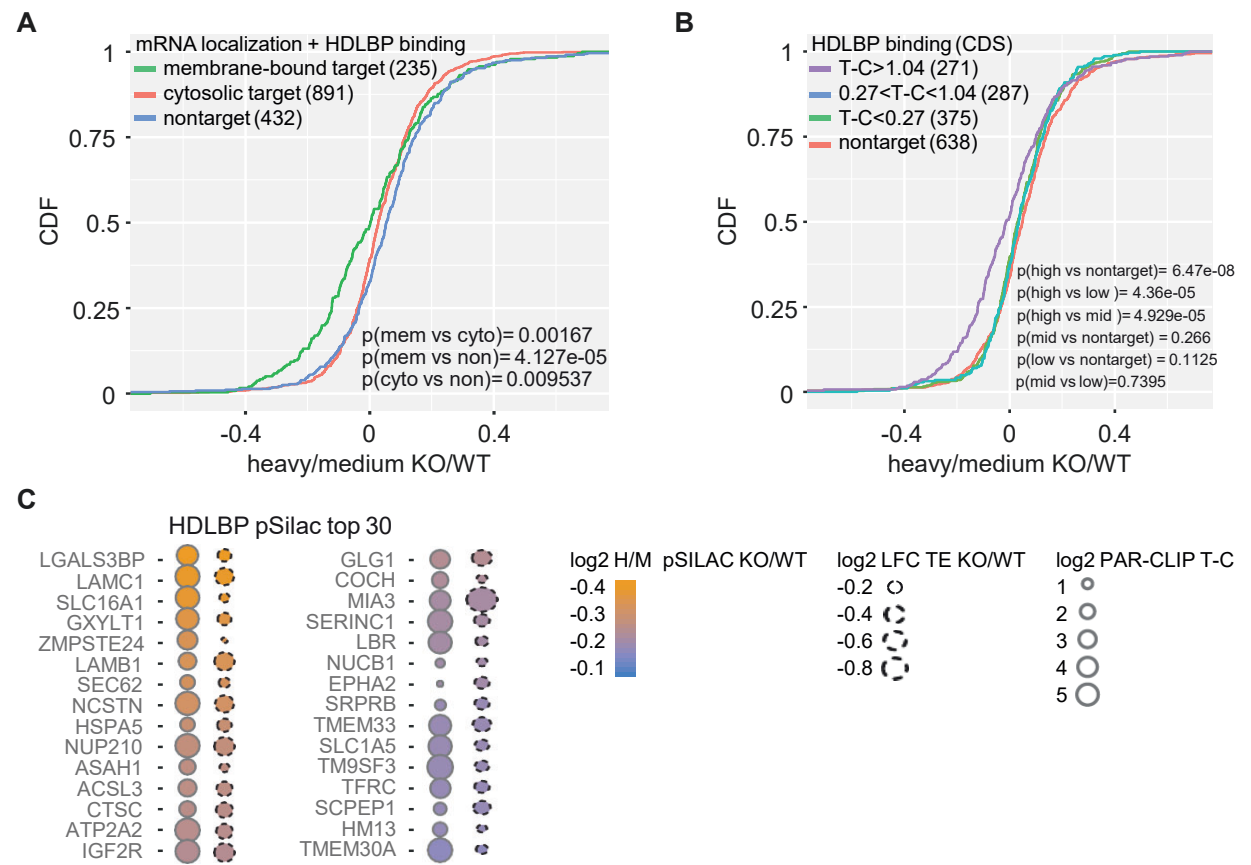 A
mRNA localization + HDLBP binding
membrane-bound target (235)
cytosolic target (891)
nontarget (432)
1
0.75
0.5
0.25
0
CDF
p(mem vs cyto)= 0.00167
p(mem vs non)= 4.127e-05
p(cyto vs non)= 0.009537
-0.4 0 0.4
heavy/medium KO/WT
B
HDLBP binding (CDS)
T-C>1.04 (271)
0.27<T-C<1.04 (287)
T-C<0.27 (375)
nontarget (638)
1
0.75
0.5
0.25
0
CDF
p(high vs nontarget)= 6.47e-08
p(high vs low )= 4.36e-05
p(high vs mid )= 4.929e-05
p(mid vs nontarget) = 0.266
p(low vs nontarget) = 0.1125
p(mid vs low)=0.7395
-0.4 0 0.4
heavy/medium KO/WT
C
HDLBP pSilac top 30
LGALS3BP
LAMC1
SLC16A1
GXYLT1
ZMPSTE24
LAMB1
SEC62
NCSTN
HSPA5
NUP210
ASAH1
ACSL3
CTSC
ATP2A2
IGF2R
GLG1
COCH
MIA3
SERINC1
LBR
NUCB1
EPHA2
SRPRB
TMEM33
SLC1A5
TM9SF3
TFRC
SCPEP1
HM13
TMEM30A
log2 H/M pSILAC KO/WT
-0.4
-0.3
-0.2
-0.1
log2 LFC TE KO/WT
-0.2
-0.4
-0.6
-0.8
log2 PAR-CLIP T-C
1
2
3
4
5